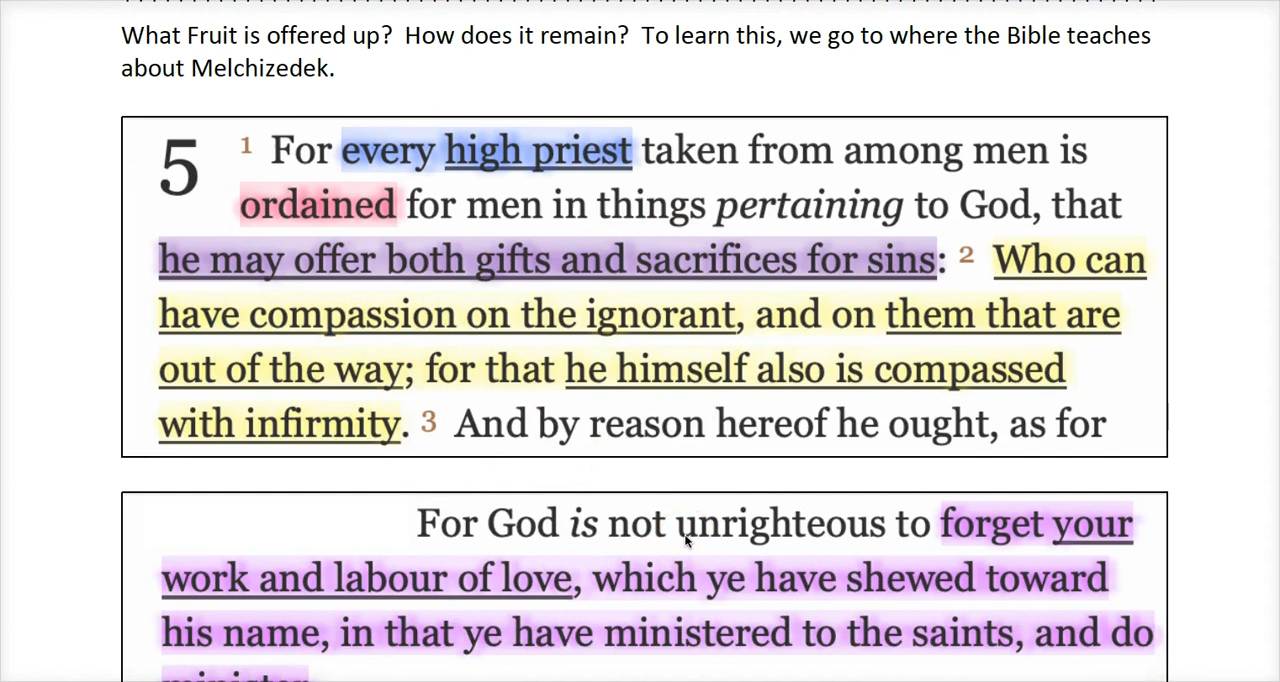 What Fruit is offered up?  How does it remain?  To learn this, we go to where the Bible teaches
about Melchizedek.
5 1 For every high priest taken from among men is
ordained for men in things pertaining to God, that
he may offer both gifts and sacrifices for sins: 2 Who can
have compassion on the ignorant, and on them that are
out of the way; for that he himself also is compassed
with infirmity. 3 And by reason hereof he ought, as for
For God is not unrighteous to forget your
work and labour of love, which ye have shewed toward
his name, in that ye have ministered to the saints, and do
minister